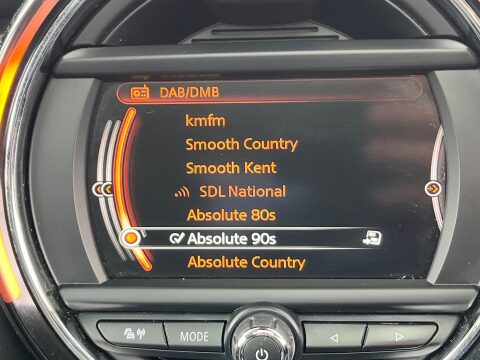 DAB/DMB
kmfm
Smooth Country
Smooth Kent
SDL National
Absolute 80s
Absolute 90s
Absolute Country
MODE